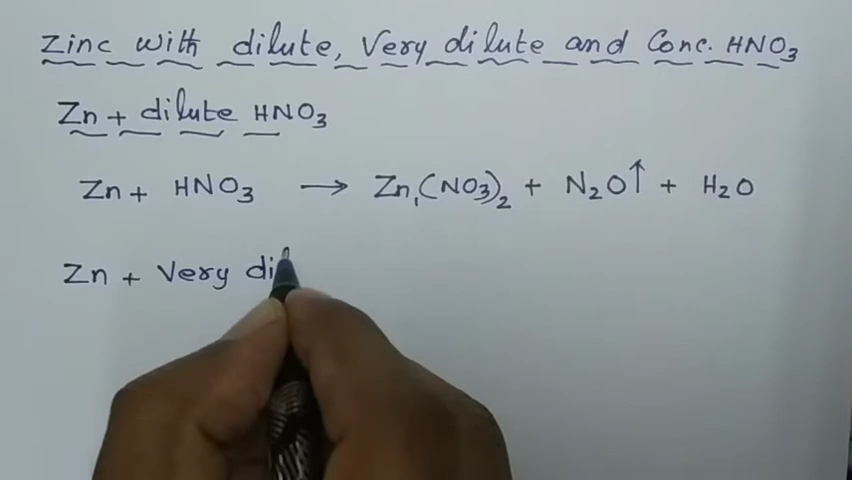 Zinc with dilute, Very dilute and Conc. HNO3
Zn + dilute HNO3
Zn + HNO3 → Zn1(NO3)2 + N2O↑ + H2O
Zn + Very di